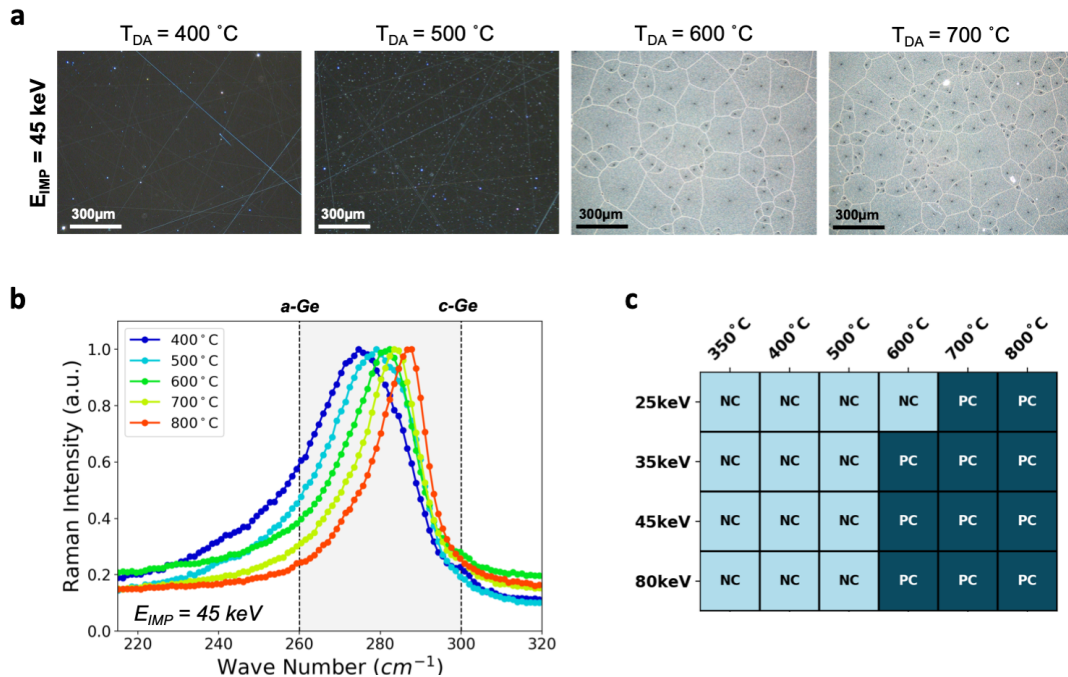 a
T_DA = 400 ˚C
T_DA = 500 ˚C
T_DA = 600 ˚C
T_DA = 700 ˚C
E_IMP = 45 keV
300µm
300µm
300µm
300µm
b
a-Ge
c-Ge
400˚C
500˚C
600˚C
700˚C
800˚C
1.0
0.8
0.6
0.4
0.2
0.0
Raman Intensity (a.u.)
E_IMP = 45 keV
220
240
260
280
300
320
Wave Number (cm⁻¹)
c
350˚C
400˚C
500˚C
600˚C
700˚C
800˚C
25keV NC NC NC NC PC PC
35keV NC NC NC PC PC PC
45keV NC NC NC PC PC PC
80keV NC NC NC PC PC PC